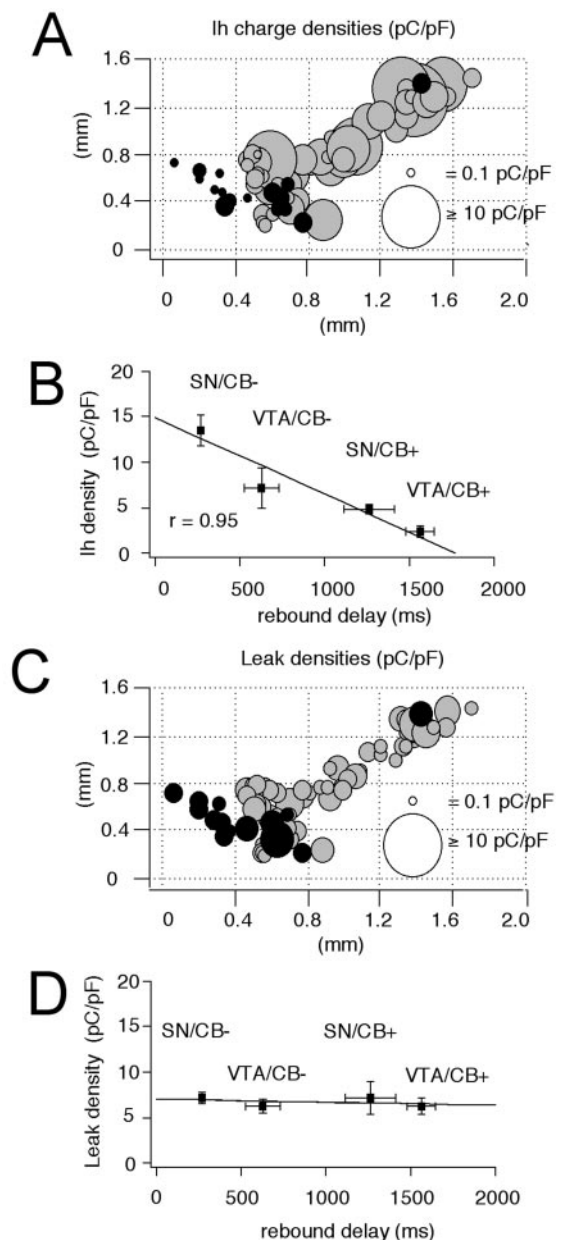 A
Ih charge densities (pC/pF)
1.6
1.2
0.8
0.4
0
(mm)
= 0.1 pC/pF
≥ 10 pC/pF
0 0.4 0.8 1.2 1.6 2.0
(mm)
B
20
15
10
5
0
Ih density (pC/pF)
SN/CB-
VTA/CB-
SN/CB+
VTA/CB+
r = 0.95
0 500 1000 1500 2000
rebound delay (ms)
C
Leak densities (pC/pF)
1.6
1.2
0.8
0.4
0
(mm)
= 0.1 pC/pF
≥ 10 pC/pF
0 0.4 0.8 1.2 1.6 2.0
(mm)
D
20
15
10
5
0
Leak density (pC/pF)
SN/CB-
SN/CB+
VTA/CB-
VTA/CB+
0 500 1000 1500 2000
rebound delay (ms)